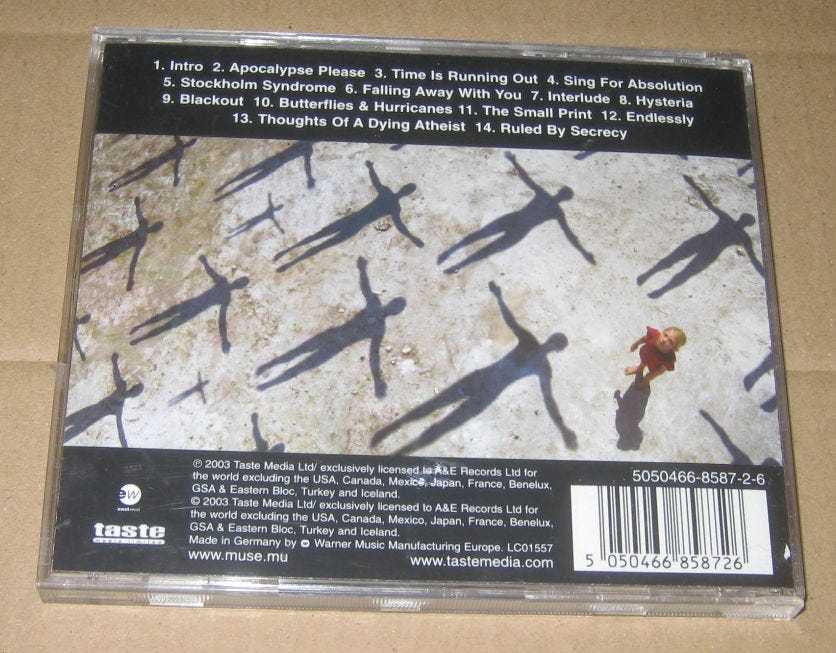 1. Intro 2. Apocalypse Please 3. Time Is Running Out 4. Sing For Absolution
5. Stockholm Syndrome 6. Falling Away With You 7. Interlude 8. Hysteria
9. Blackout 10. Butterflies & Hurricanes 11. The Small Print 12. Endlessly
13. Thoughts Of A Dying Atheist 14. Ruled By Secrecy
℗ 2003 Taste Media Ltd/ exclusively licensed to A&E Records Ltd for
the world excluding the USA, Canada, Mexico, Japan, France, Benelux,
GSA & Eastern Bloc, Turkey and Iceland.
© 2003 Taste Media Ltd/ exclusively licensed to A&E Records Ltd for
the world excluding the USA, Canada, Mexico, Japan, France, Benelux,
GSA & Eastern Bloc, Turkey and Iceland.
Made in Germany by Warner Music Manufacturing Europe. LC01557
www.muse.mu www.tastemedia.com
ew
eastwest
taste
media limited
5050466-8587-2-6
5 050466 858726